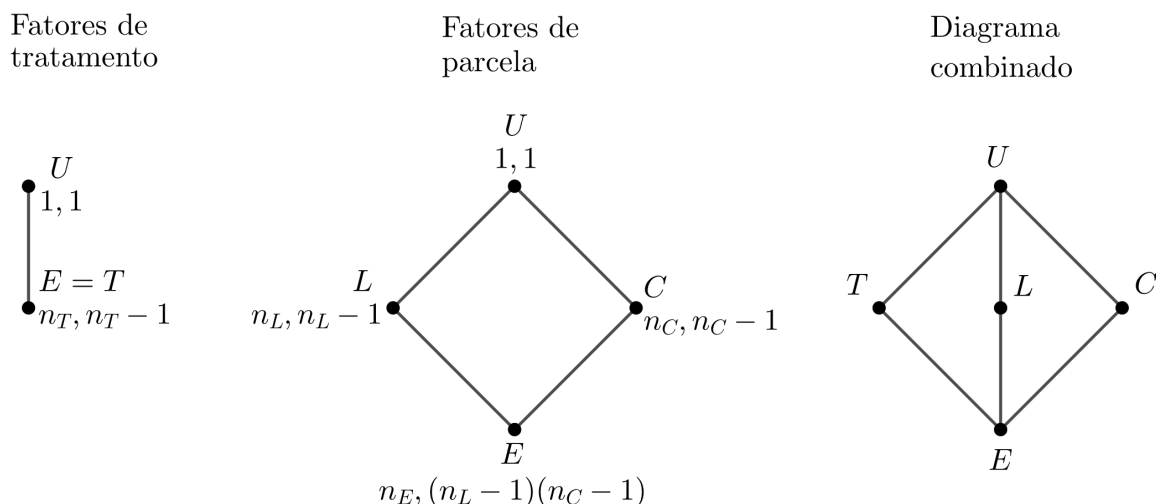 Fatores de
tratamento
U
1, 1
E = T
n_T, n_T − 1
Fatores de
parcela
U
1, 1
L
n_L, n_L − 1
C
n_C, n_C − 1
E
n_E, (n_L − 1)(n_C − 1)
Diagrama
combinado
U
T
L
C
E